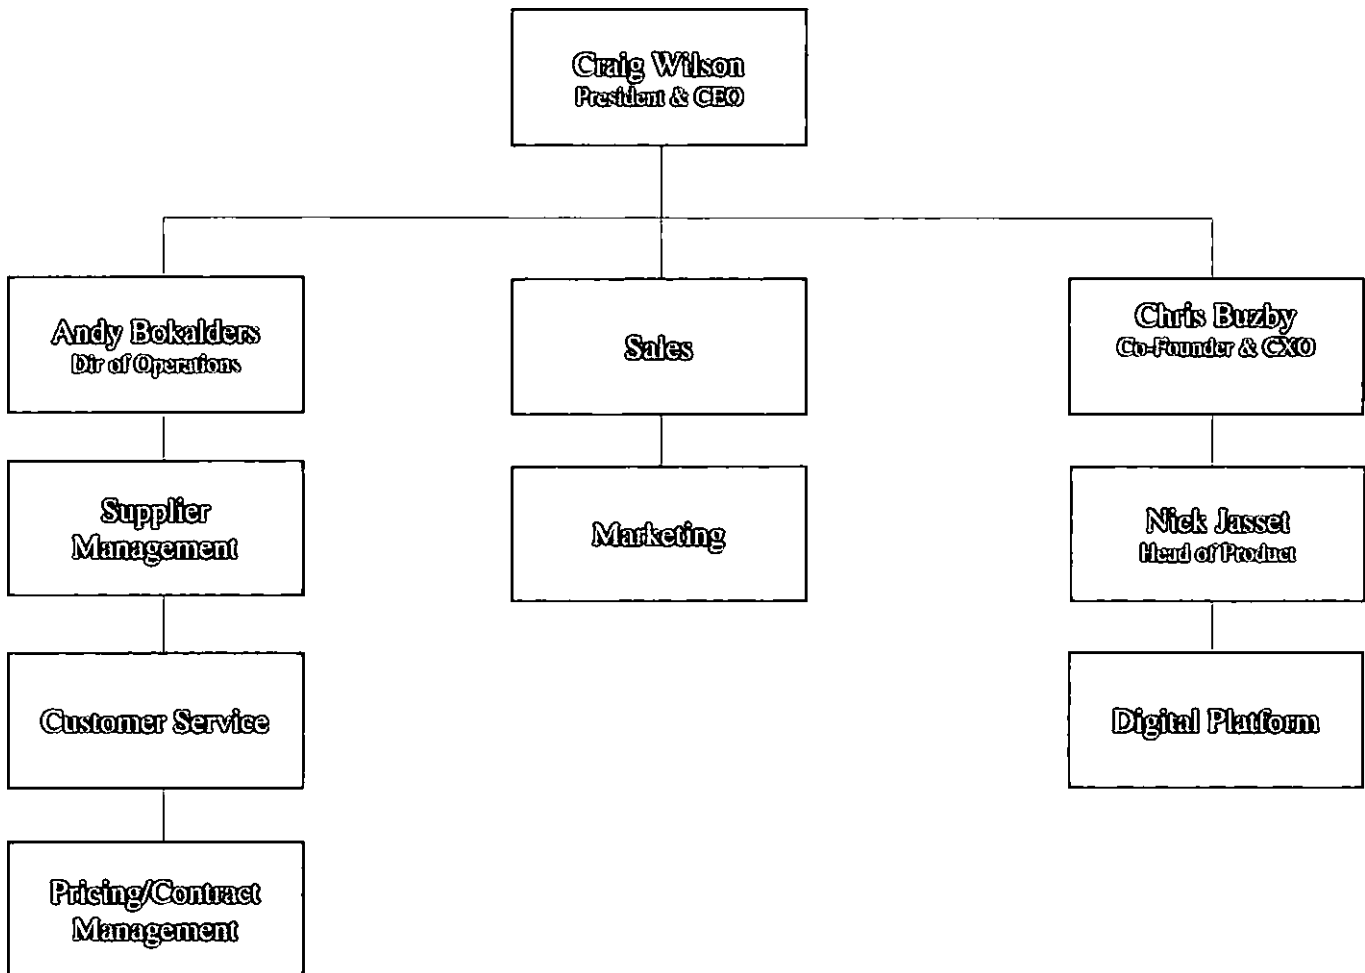 Craig Wilson
President & CEO
Andy Bokalders
Dir of Operations
Sales
Chris Buzby
Co-Founder & CXO
Supplier
Management
Marketing
Nick Jasset
Head of Product
Customer Service
Digital Platform
Pricing/Contract
Management